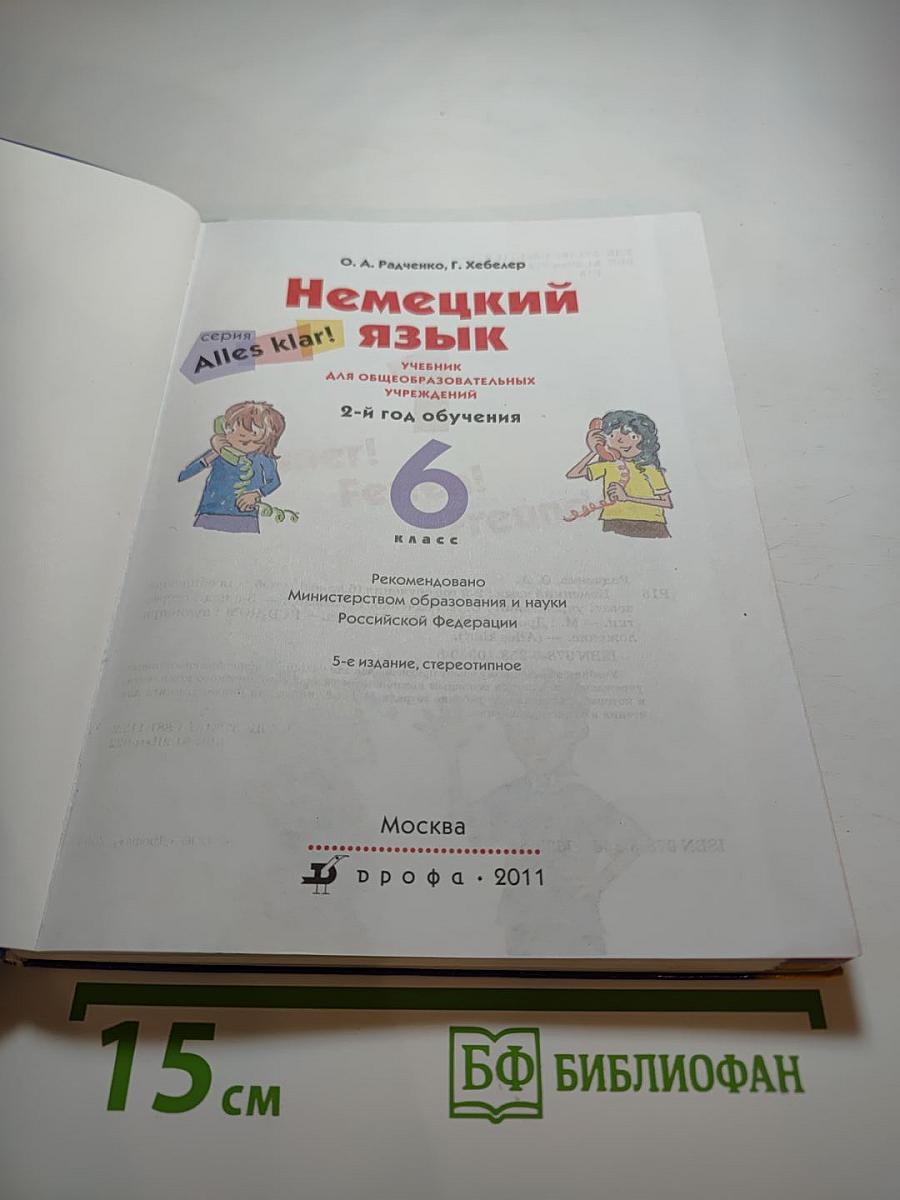 О. А. Радченко, Г. Хебелер
Немецкий
язык
серия
Alles klar!
УЧЕБНИК
ДЛЯ ОБЩЕОБРАЗОВАТЕЛЬНЫХ
УЧРЕЖДЕНИЙ
2-й год обучения
6
класс
Рекомендовано
Министерством образования и науки
Российской Федерации
5-е издание, стереотипное
Москва
дрофа • 2011
15 см
БФ БИБЛИОФАН